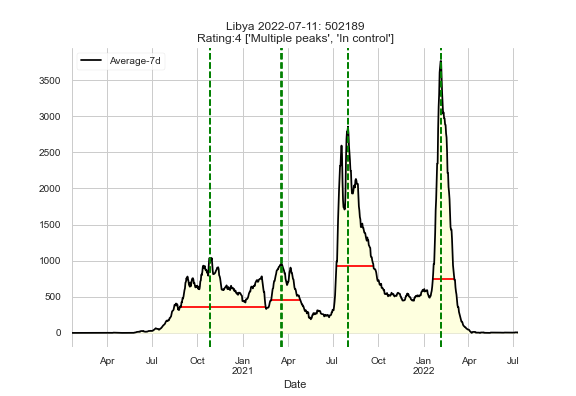 Libya 2022-07-11: 502189
Rating:4 ['Multiple peaks', 'In control']
Average-7d
3500
3000
2500
2000
1500
1000
500
0
Apr Jul Oct Jan Apr Jul Oct Jan Apr Jul
2021 2022
Date